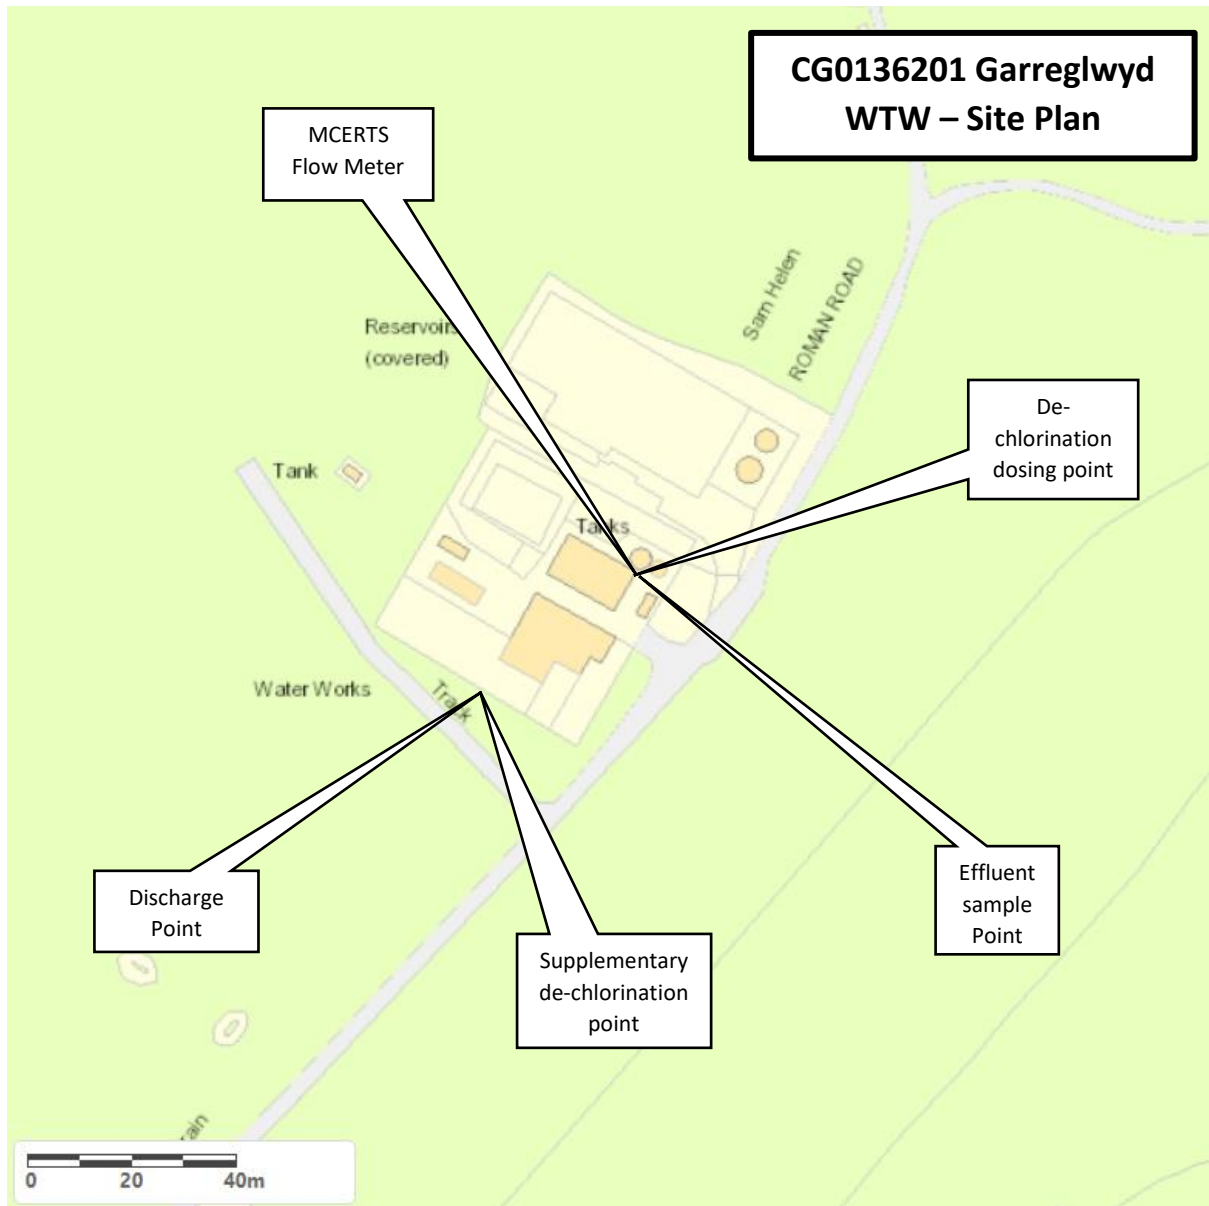 CG0136201 Garreglwyd
WTW – Site Plan
MCERTS
Flow Meter
Sarn Helen
ROMAN ROAD
Reservoirs
(covered)
De-
chlorination
dosing point
Tank
Tanks
Water Works
Track
Discharge
Point
Supplementary
de-chlorination
point
Effluent
sample
Point
0 20 40m